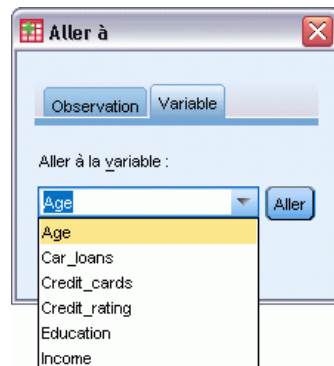 Aller à
Observation Variable
Aller à la variable :
Age Aller
Age
Car_loans
Credit_cards
Credit_rating
Education
Income